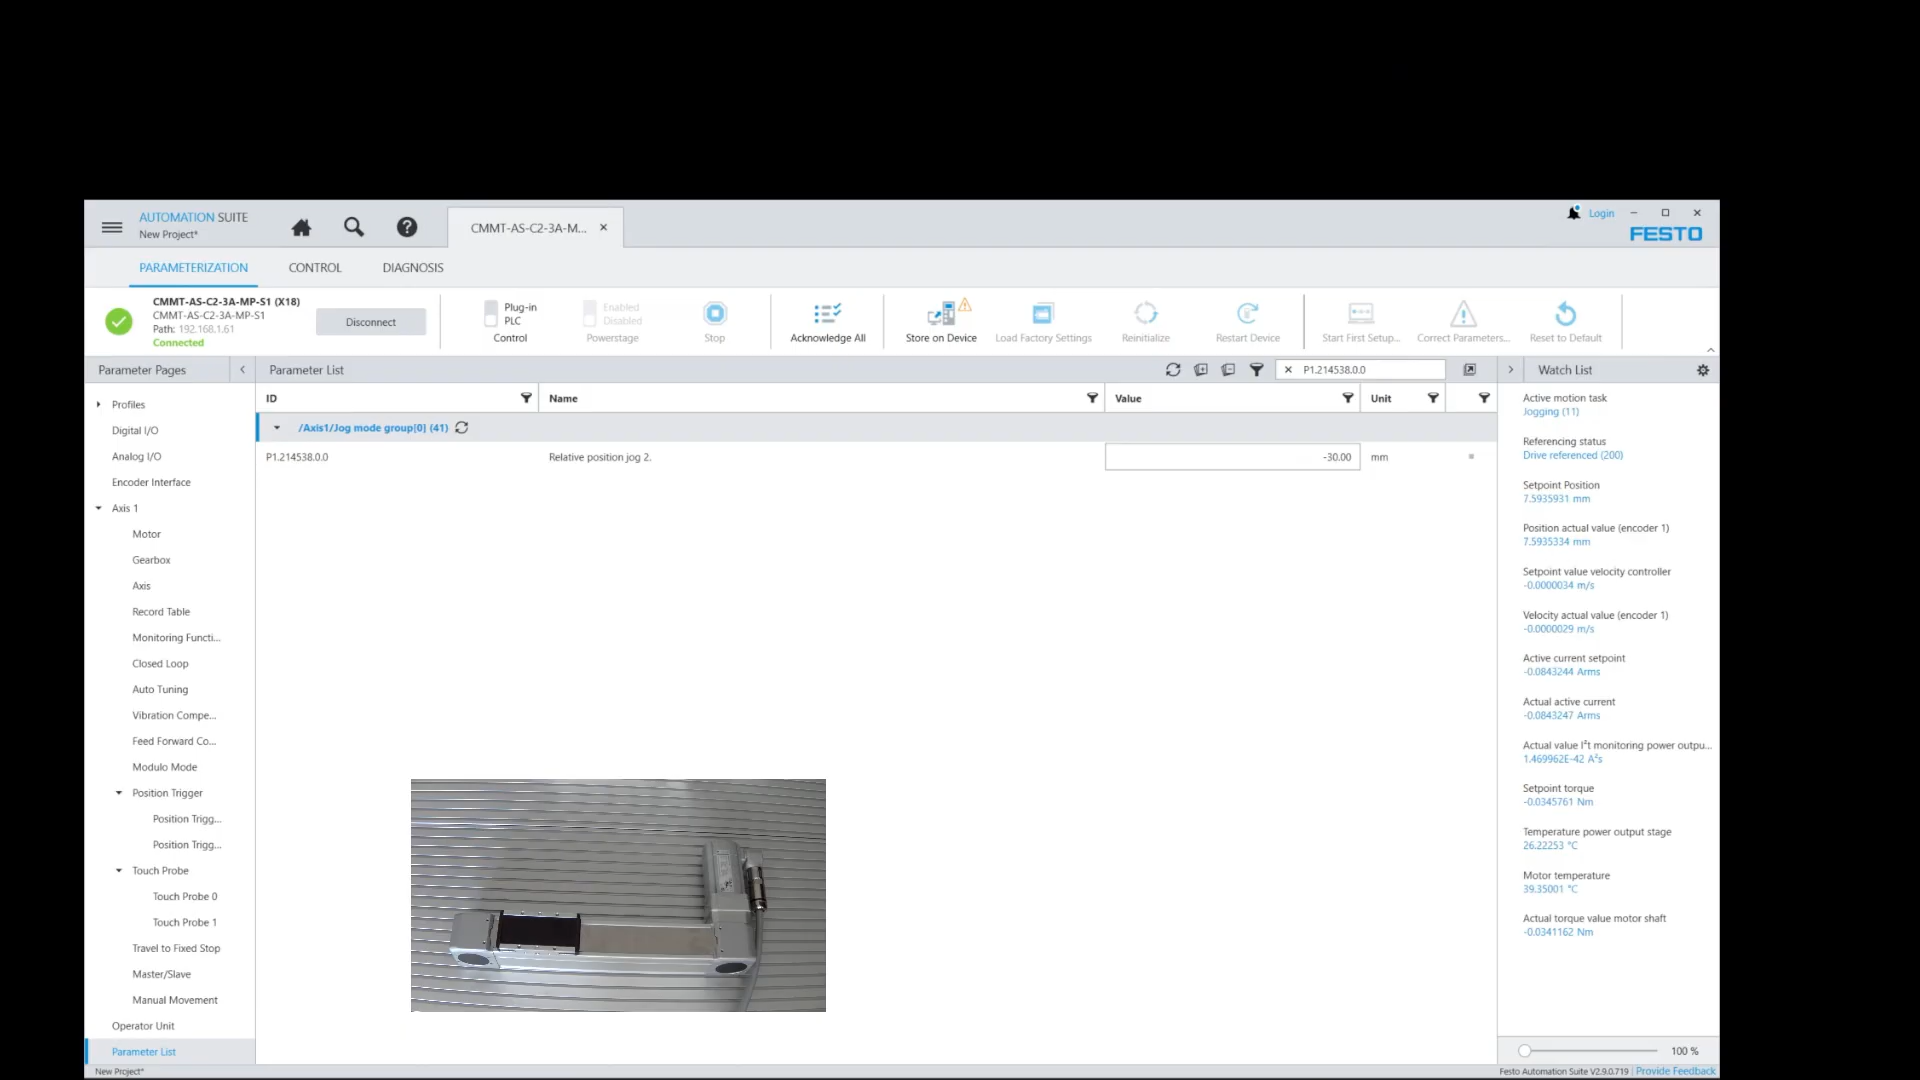 AUTOMATION SUITE
New Project*
CMMT-AS-C2-3A-M...
Login
FESTO
PARAMETERIZATION
CONTROL
DIAGNOSIS
CMMT-AS-C2-3A-MP-S1 (X18)
CMMT-AS-C2-3A-MP-S1
Path: 192.168.1.61
Connected
Disconnect
Plug-in
PLC
Control
Enabled
Disabled
Powerstage
Stop
Acknowledge All
Store on Device
Load Factory Settings
Reinitialize
Restart Device
Start First Setup...
Correct Parameters...
Reset to Default
Parameter Pages
Profiles
Digital I/O
Analog I/O
Encoder Interface
Axis 1
Motor
Gearbox
Axis
Record Table
Monitoring Functi...
Closed Loop
Auto Tuning
Vibration Compe...
Feed Forward Co...
Modulo Mode
Position Trigger
Position Trigg...
Position Trigg...
Touch Probe
Touch Probe 0
Touch Probe 1
Travel to Fixed Stop
Master/Slave
Manual Movement
Operator Unit
Parameter List
Parameter List
P1.214538.0.0
ID Name Value Unit
/Axis1/Jog mode group[0] (41)
P1.214538.0.0 Relative position jog 2. -30.00 mm
Watch List
Active motion task
Jogging (11)
Referencing status
Drive referenced (200)
Setpoint Position
7.5935931 mm
Position actual value (encoder 1)
7.5935334 mm
Setpoint value velocity controller
-0.0000034 m/s
Velocity actual value (encoder 1)
-0.0000029 m/s
Active current setpoint
-0.0843244 Arms
Actual active current
-0.0843247 Arms
Actual value I²t monitoring power outpu...
1.469962E-42 A²s
Setpoint torque
-0.0345761 Nm
Temperature power output stage
26.22253 °C
Motor temperature
39.35001 °C
Actual torque value motor shaft
-0.0341162 Nm
100 %
New Project*
Festo Automation Suite V2.9.0.719 | Provide Feedback